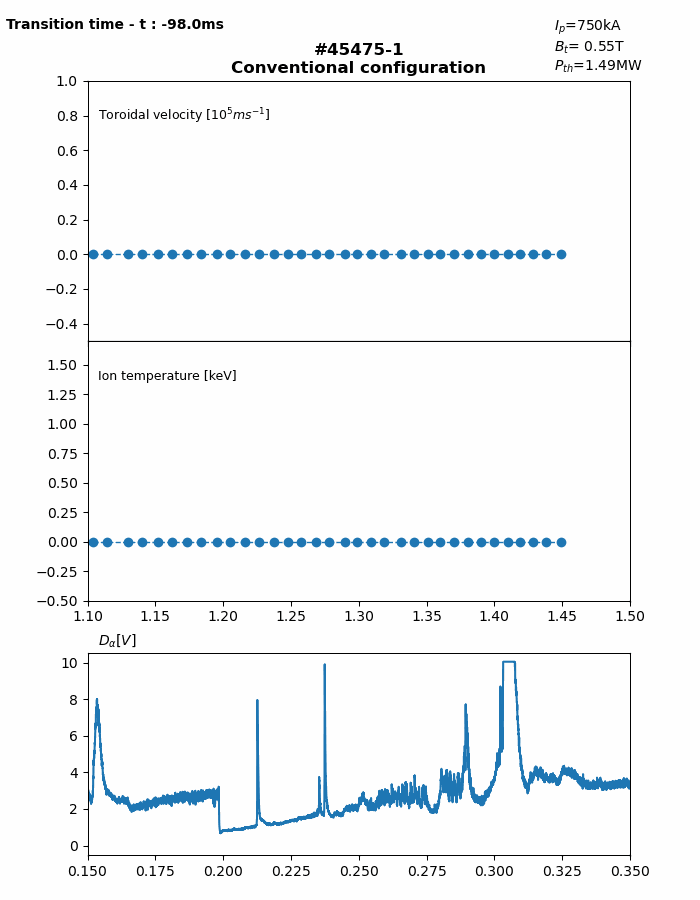 Transition time - t : -98.0ms
#45475-1
Conventional configuration
I_p=750kA
B_t= 0.55T
P_th=1.49MW
1.0
0.8
0.6
0.4
0.2
0.0
−0.2
−0.4
Toroidal velocity [10^5ms^−1]
1.50
1.25
1.00
0.75
0.50
0.25
0.00
−0.25
−0.50
Ion temperature [keV]
1.10 1.15 1.20 1.25 1.30 1.35 1.40 1.45 1.50
D_α[V]
10
8
6
4
2
0
0.150 0.175 0.200 0.225 0.250 0.275 0.300 0.325 0.350